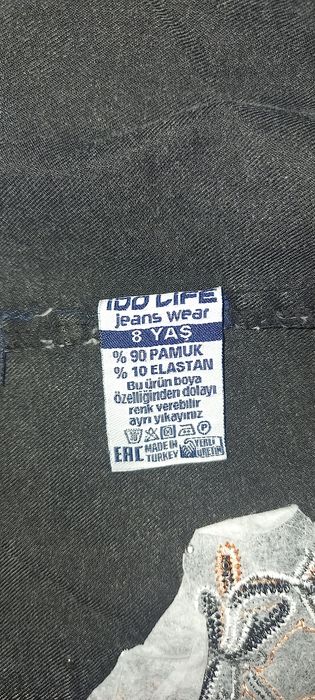 LIFE
jeans wear
8 YAŞ
% 90 PAMUK
% 10 ELASTAN
Bu ürün boya
özelliğinden dolayı
renk verebilir
ayrı yıkayınız
EAC MADE IN TURKEY YERLİ ÜRETİM